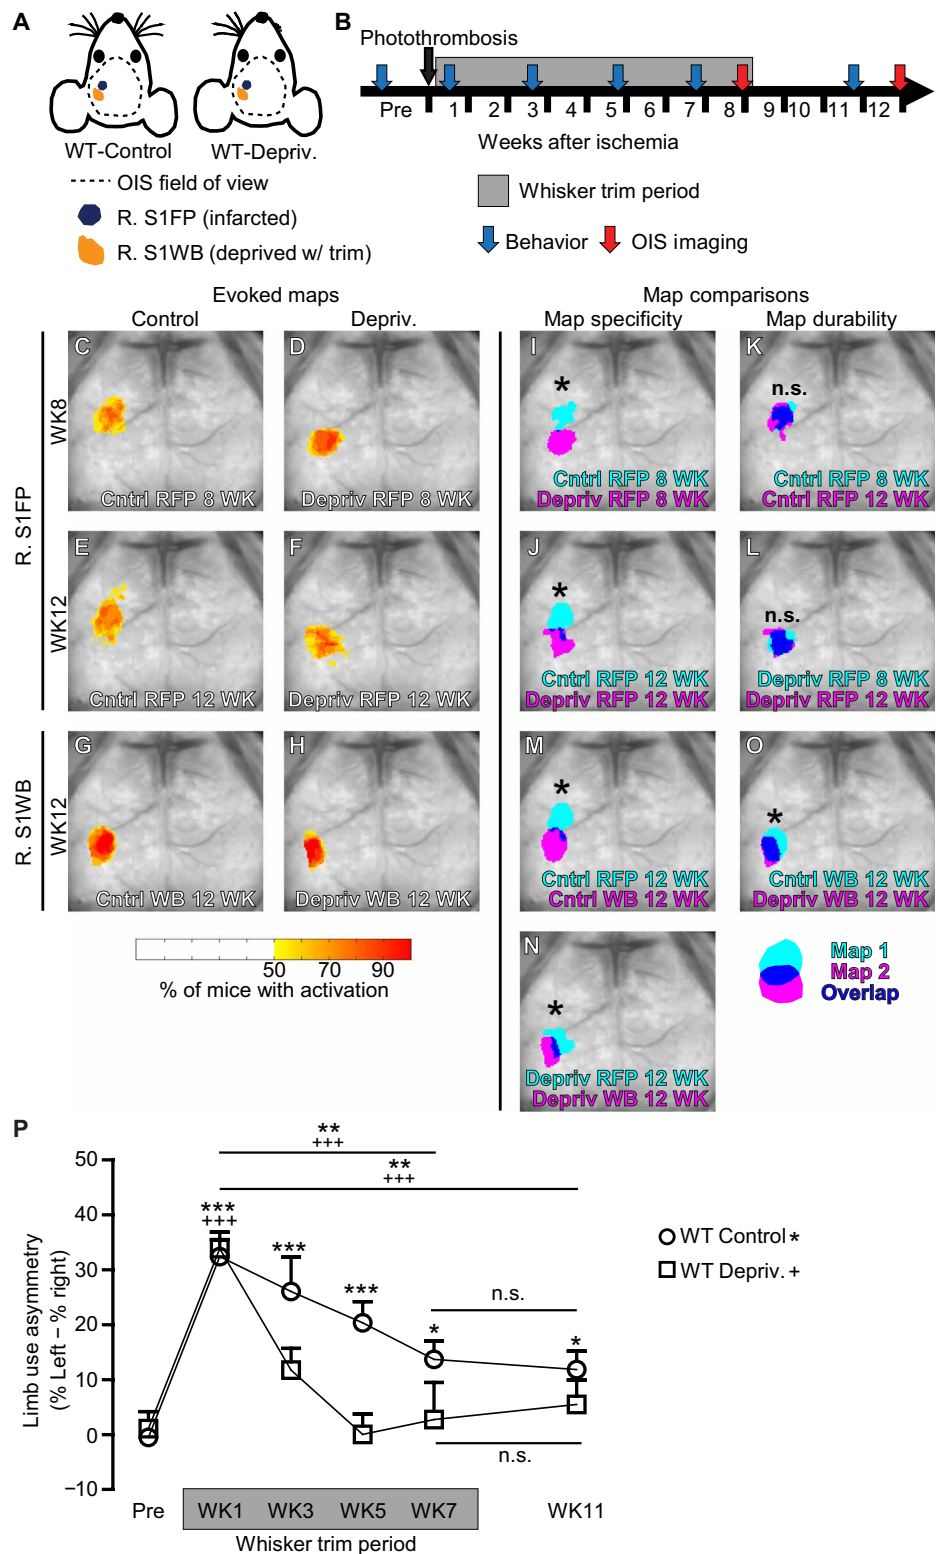 A
B
WT-Control
WT-Depriv.
OIS field of view
R. S1FP (infarcted)
R. S1WB (deprived w/ trim)
Photothrombosis
Pre
1
2
3
4
5
6
7
8
9
10
11
12
Weeks after ischemia
Whisker trim period
Behavior
OIS imaging
Evoked maps
Control
Depriv.
Map comparisons
Map specificity
Map durability
R. S1FP
WK8
C
Cntrl RFP 8 WK
D
Depriv RFP 8 WK
I
*
Cntrl RFP 8 WK
Depriv RFP 8 WK
K
n.s.
Cntrl RFP 8 WK
Cntrl RFP 12 WK
WK12
E
Cntrl RFP 12 WK
F
Depriv RFP 12 WK
J
*
Cntrl RFP 12 WK
Depriv RFP 12 WK
L
n.s.
Depriv RFP 8 WK
Depriv RFP 12 WK
R. S1WB
WK12
G
Cntrl WB 12 WK
H
Depriv WB 12 WK
M
*
Cntrl RFP 12 WK
Cntrl WB 12 WK
O
*
Cntrl WB 12 WK
Depriv WB 12 WK
50
70
90
% of mice with activation
N
*
Depriv RFP 12 WK
Depriv WB 12 WK
Map 1
Map 2
Overlap
P
Limb use asymmetry
(% Left – % right)
50
40
30
20
10
0
−10
**
+++
**
+++
***
+++
***
***
*
*
n.s.
n.s.
WT Control *
WT Depriv. +
Pre
WK1
WK3
WK5
WK7
WK11
Whisker trim period